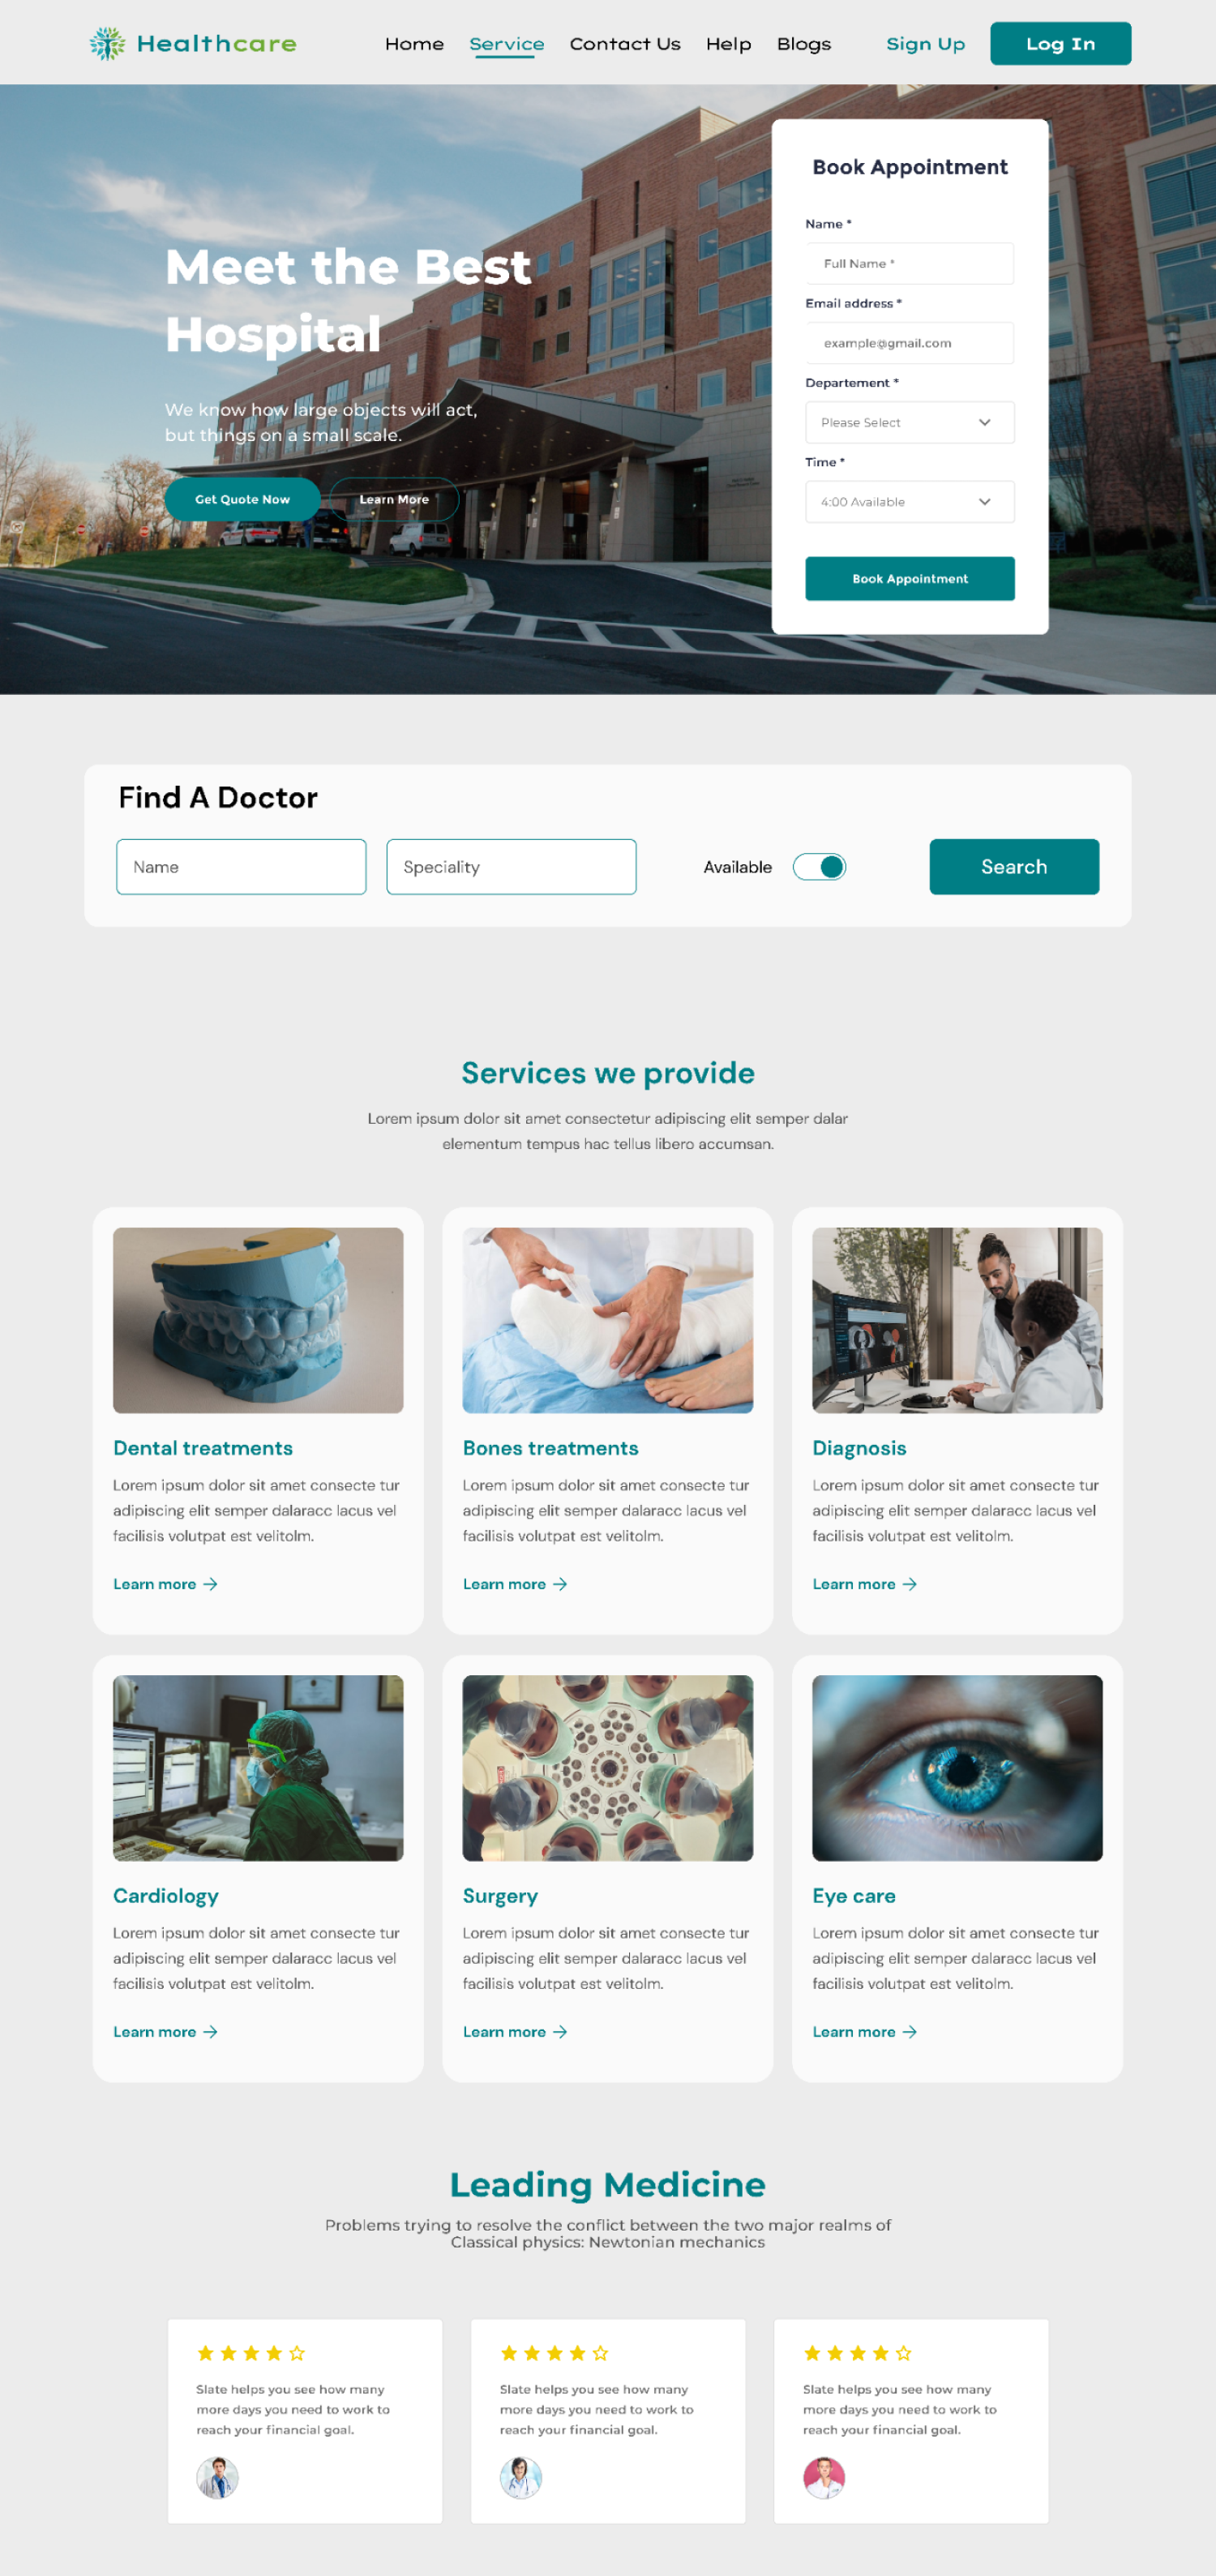 Healthcare
Home Service Contact Us Help Blogs Sign Up Log In
Meet the Best
Hospital
We know how large objects will act,
but things on a small scale.
Get Quote Now Learn More
Book Appointment
Name *
Full Name *
Email address *
example@gmail.com
Departement *
Please Select
Time *
4:00 Available
Book Appointment
Find A Doctor
Name Speciality Available Search
Services we provide
Lorem ipsum dolor sit amet consectetur adipiscing elit semper dalar
elementum tempus hac tellus libero accumsan.
Dental treatments
Lorem ipsum dolor sit amet consecte tur
adipiscing elit semper dalaracc lacus vel
facilisis volutpat est velitolm.
Learn more
Bones treatments
Lorem ipsum dolor sit amet consecte tur
adipiscing elit semper dalaracc lacus vel
facilisis volutpat est velitolm.
Learn more
Diagnosis
Lorem ipsum dolor sit amet consecte tur
adipiscing elit semper dalaracc lacus vel
facilisis volutpat est velitolm.
Learn more
Cardiology
Lorem ipsum dolor sit amet consecte tur
adipiscing elit semper dalaracc lacus vel
facilisis volutpat est velitolm.
Learn more
Surgery
Lorem ipsum dolor sit amet consecte tur
adipiscing elit semper dalaracc lacus vel
facilisis volutpat est velitolm.
Learn more
Eye care
Lorem ipsum dolor sit amet consecte tur
adipiscing elit semper dalaracc lacus vel
facilisis volutpat est velitolm.
Learn more
Leading Medicine
Problems trying to resolve the conflict between the two major realms of
Classical physics: Newtonian mechanics
Slate helps you see how many
more days you need to work to
reach your financial goal.
Slate helps you see how many
more days you need to work to
reach your financial goal.
Slate helps you see how many
more days you need to work to
reach your financial goal.